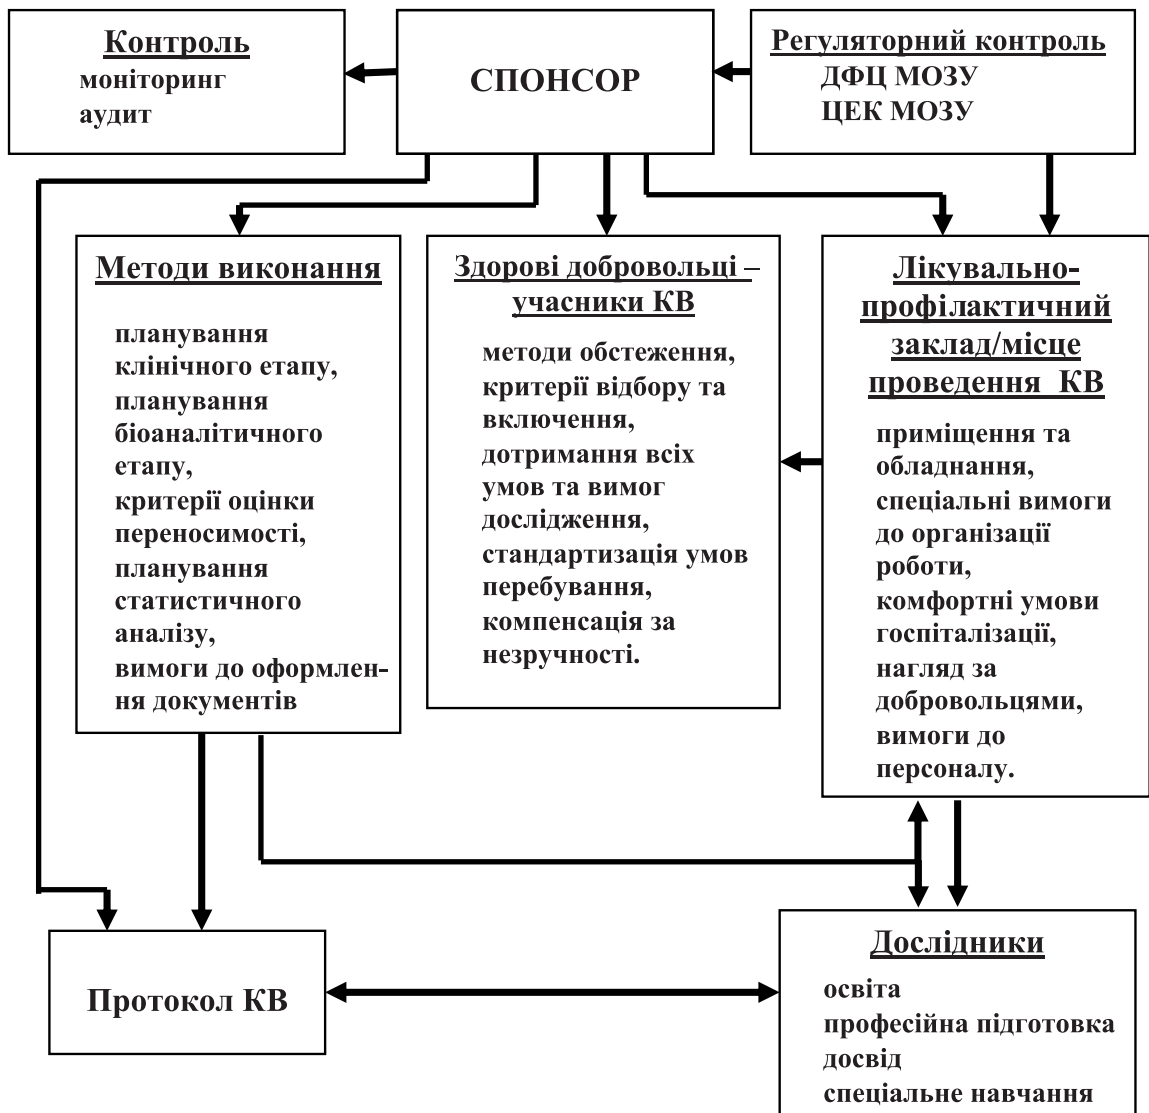 Контроль
моніторинг
аудит
СПОНСОР
Регуляторний контроль
ДФЦ МОЗУ
ЦЕК МОЗУ
Методи виконання
планування
клінічного етапу,
планування
біоаналітичного
етапу,
критерії оцінки
переносимості,
планування
статистичного
аналізу,
вимоги до оформлен-
ня документів
Здорові добровольці –
учасники КВ
методи обстеження,
критерії відбору та
включення,
дотримання всіх
умов та вимог
дослідження,
стандартизація умов
перебування,
компенсація за
незручності.
Лікувально-
профілактичний
заклад/місце
проведення КВ
приміщення та
обладнання,
спеціальні вимоги
до організації
роботи,
комфортні умови
госпіталізації,
нагляд за
добровольцями,
вимоги до
персоналу.
Протокол КВ
Дослідники
освіта
професійна підготовка
досвід
спеціальне навчання